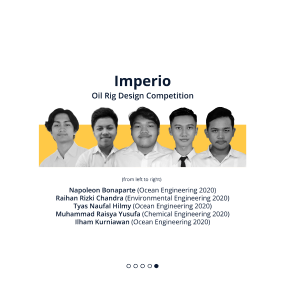 Imperio
Oil Rig Design Competition
(from left to right)
Napoleon Bonaparte (Ocean Engineering 2020)
Raihan Rizki Chandra (Environmental Engineering 2020)
Tyas Naufal Hilmy (Ocean Engineering 2020)
Muhammad Raisya Yusufa (Chemical Engineering 2020)
Ilham Kurniawan (Ocean Engineering 2020)